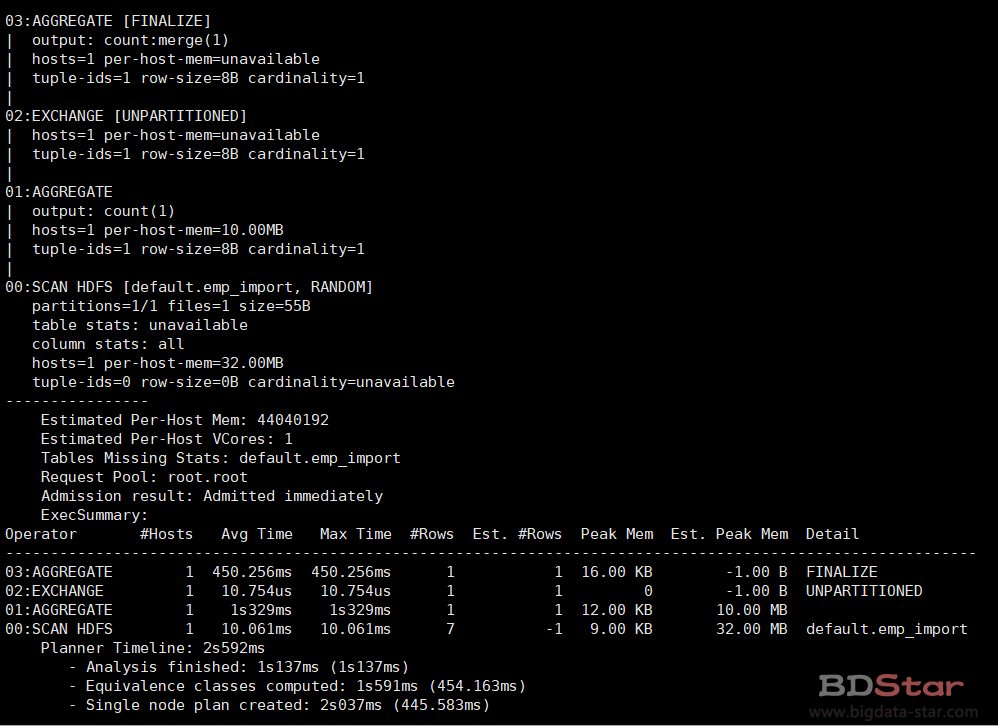 03:AGGREGATE [FINALIZE]
|  output: count:merge(1)
|  hosts=1 per-host-mem=unavailable
|  tuple-ids=1 row-size=8B cardinality=1
|
02:EXCHANGE [UNPARTITIONED]
|  hosts=1 per-host-mem=unavailable
|  tuple-ids=1 row-size=8B cardinality=1
|
01:AGGREGATE
|  output: count(1)
|  hosts=1 per-host-mem=10.00MB
|  tuple-ids=1 row-size=8B cardinality=1
|
00:SCAN HDFS [default.emp_import, RANDOM]
   partitions=1/1 files=1 size=55B
   table stats: unavailable
   column stats: all
   hosts=1 per-host-mem=32.00MB
   tuple-ids=0 row-size=0B cardinality=unavailable
----------------
    Estimated Per-Host Mem: 44040192
    Estimated Per-Host VCores: 1
    Tables Missing Stats: default.emp_import
    Request Pool: root.root
    Admission result: Admitted immediately
    ExecSummary:
Operator       #Hosts   Avg Time   Max Time  #Rows  Est. #Rows  Peak Mem  Est. Peak Mem  Detail
------------------------------------------------------------------------------------------------------------
03:AGGREGATE        1  450.256ms  450.256ms      1           1  16.00 KB        -1.00 B  FINALIZE
02:EXCHANGE         1   10.754us   10.754us      1           1         0        -1.00 B  UNPARTITIONED
01:AGGREGATE        1    1s329ms    1s329ms      1           1  12.00 KB       10.00 MB
00:SCAN HDFS        1   10.061ms   10.061ms      7          -1   9.00 KB       32.00 MB  default.emp_import
    Planner Timeline: 2s592ms
       - Analysis finished: 1s137ms (1s137ms)
       - Equivalence classes computed: 1s591ms (454.163ms)
       - Single node plan created: 2s037ms (445.583ms)
BDStar
www.bigdata-star.com